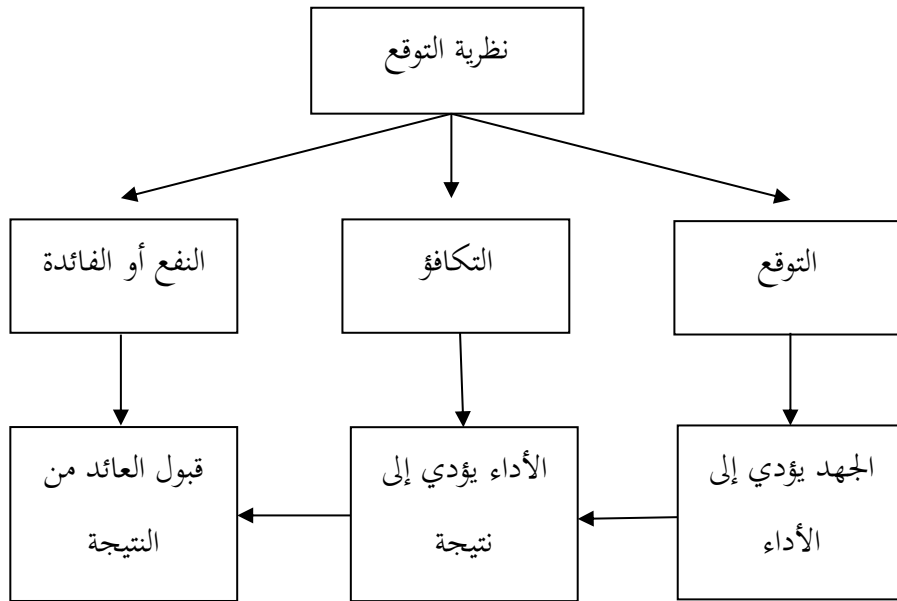 نظرية التوقع
التوقع
التكافؤ
النفع أو الفائدة
الجهد يؤدي إلى
الأداء
الأداء يؤدي إلى
نتيجة
قبول العائد من
النتيجة